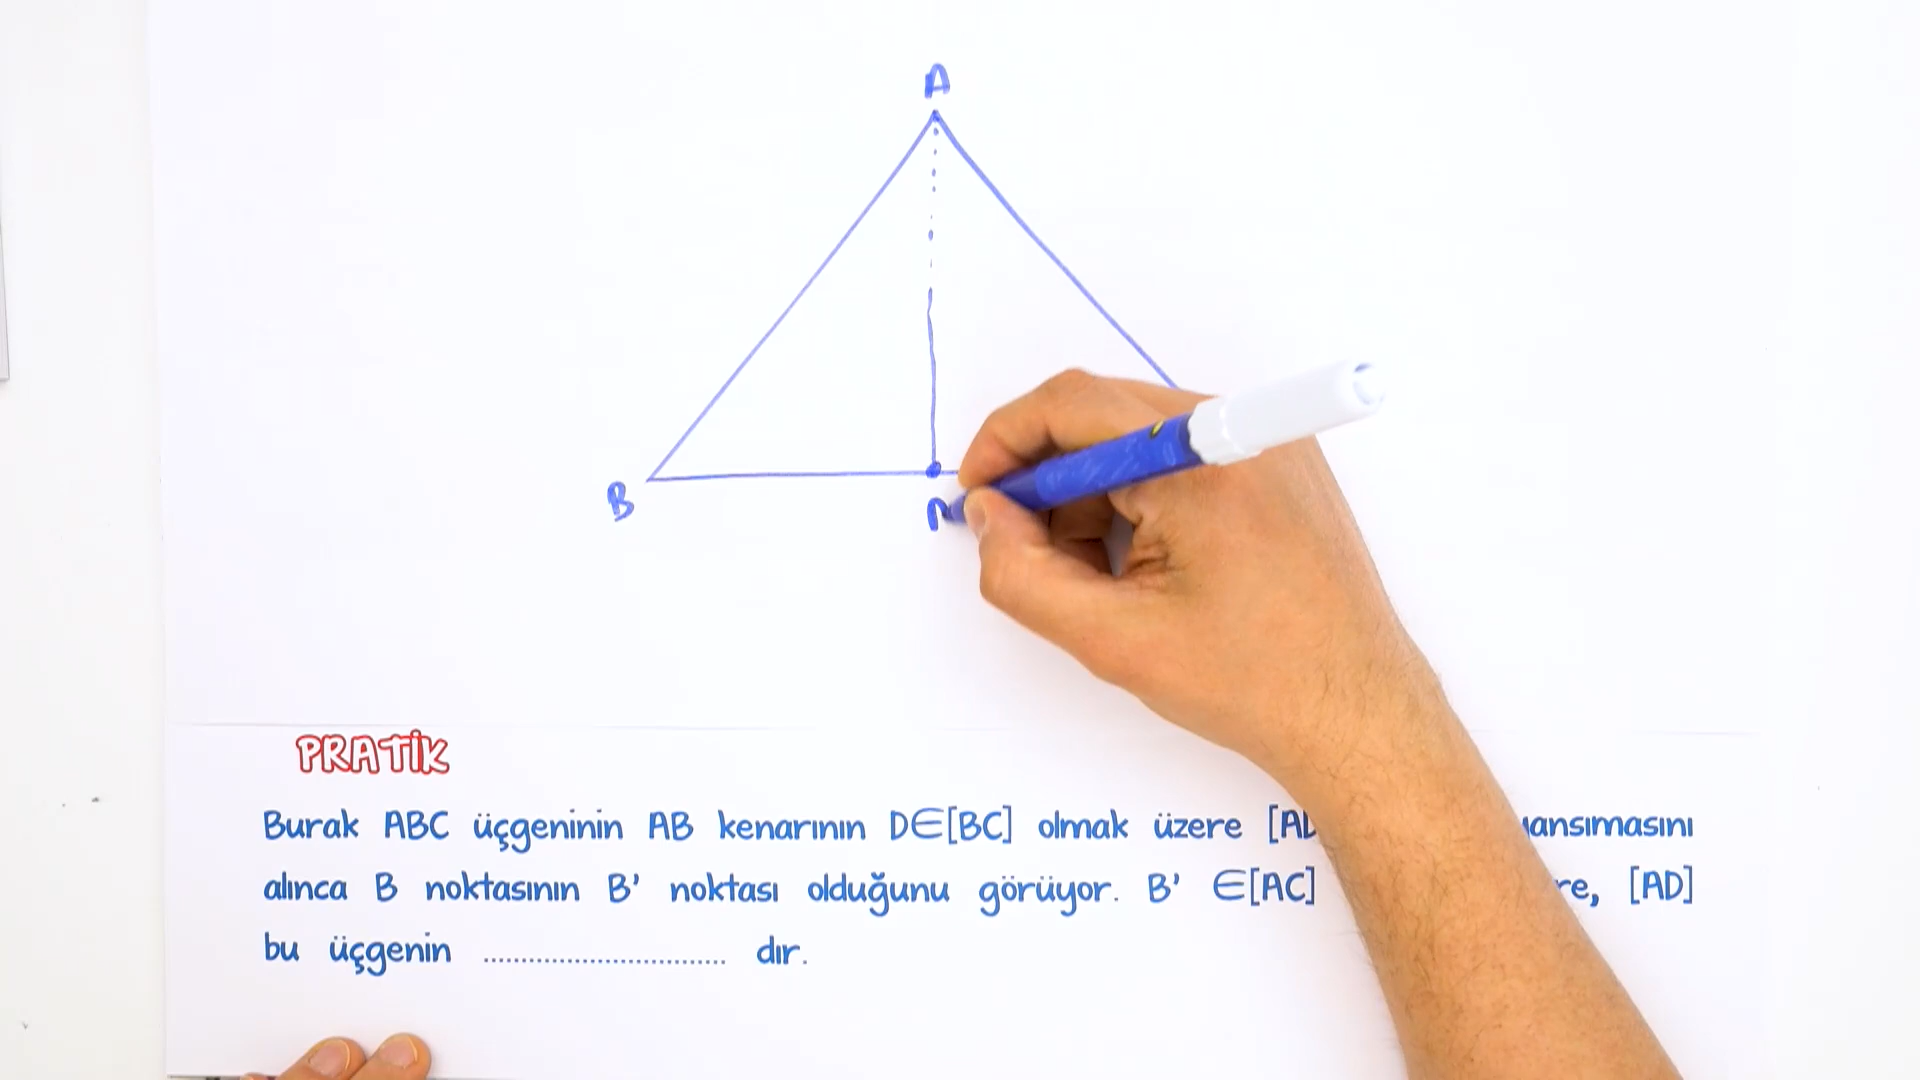 A
B
PRATİK
Burak ABC üçgeninin AB kenarının D∈[BC] olmak üzere [AD yansımasını
alınca B noktasının B' noktası olduğunu görüyor. B' ∈[AC] re, [AD]
bu üçgenin .............................. dır.